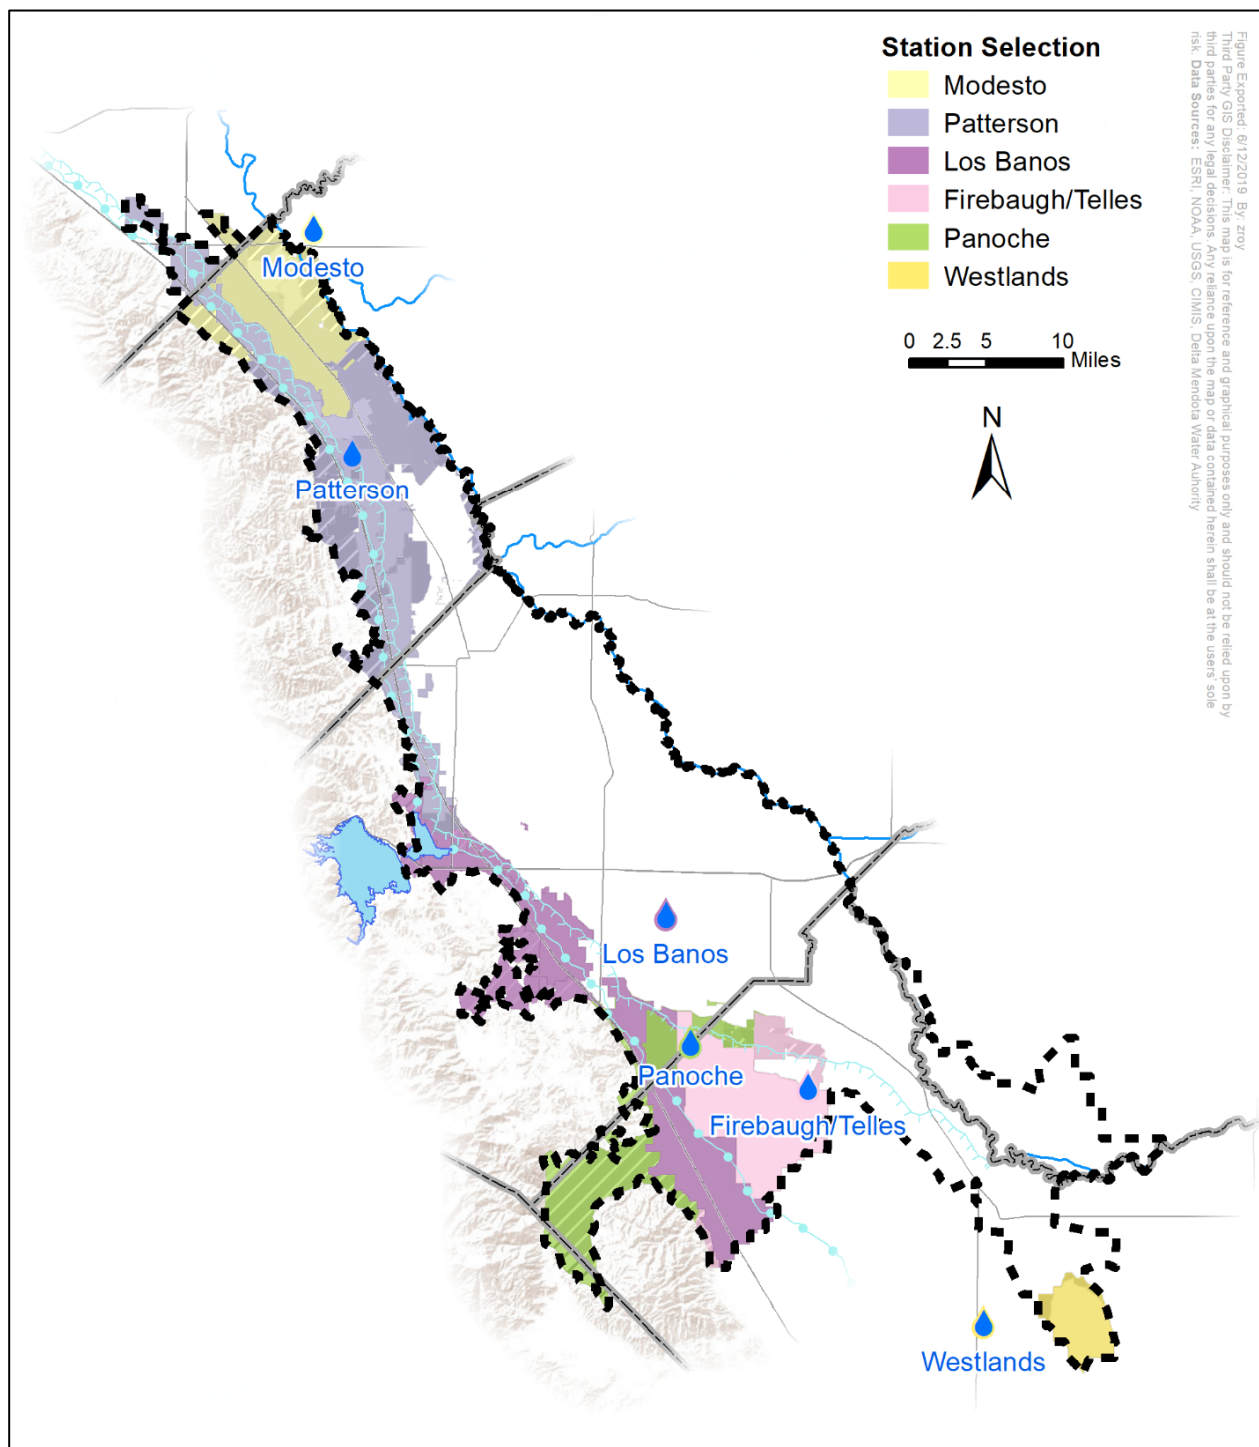 Station Selection
Modesto
Patterson
Los Banos
Firebaugh/Telles
Panoche
Westlands
0 2.5 5 10
Miles
N
Modesto
Patterson
Los Banos
Panoche
Firebaugh/Telles
Westlands
Figure Exported: 6/12/2019 By: zroy
Third Party GIS Disclaimer: This map is for reference and graphical purposes only and should not be relied upon by
third parties for any legal decisions. Any reliance upon the map or data contained herein shall be at the users' sole
risk. Data Sources: ESRI, NOAA, USGS, CIMIS, Delta Mendota Water Auhority